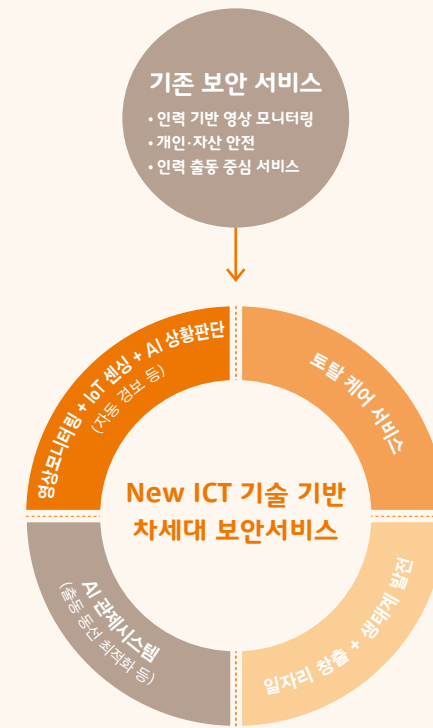 기존 보안 서비스
• 인력 기반 영상 모니터링
• 개인·자산 안전
• 인력 출동 중심 서비스
영상모니터링 + IoT 센싱 + AI 상황판단
(자동 경보 등)
토탈 케어 서비스
New ICT 기술 기반
차세대 보안서비스
AI 관제시스템
(출동 동선 최적화 등)
일자리 창출 + 생태계 발전